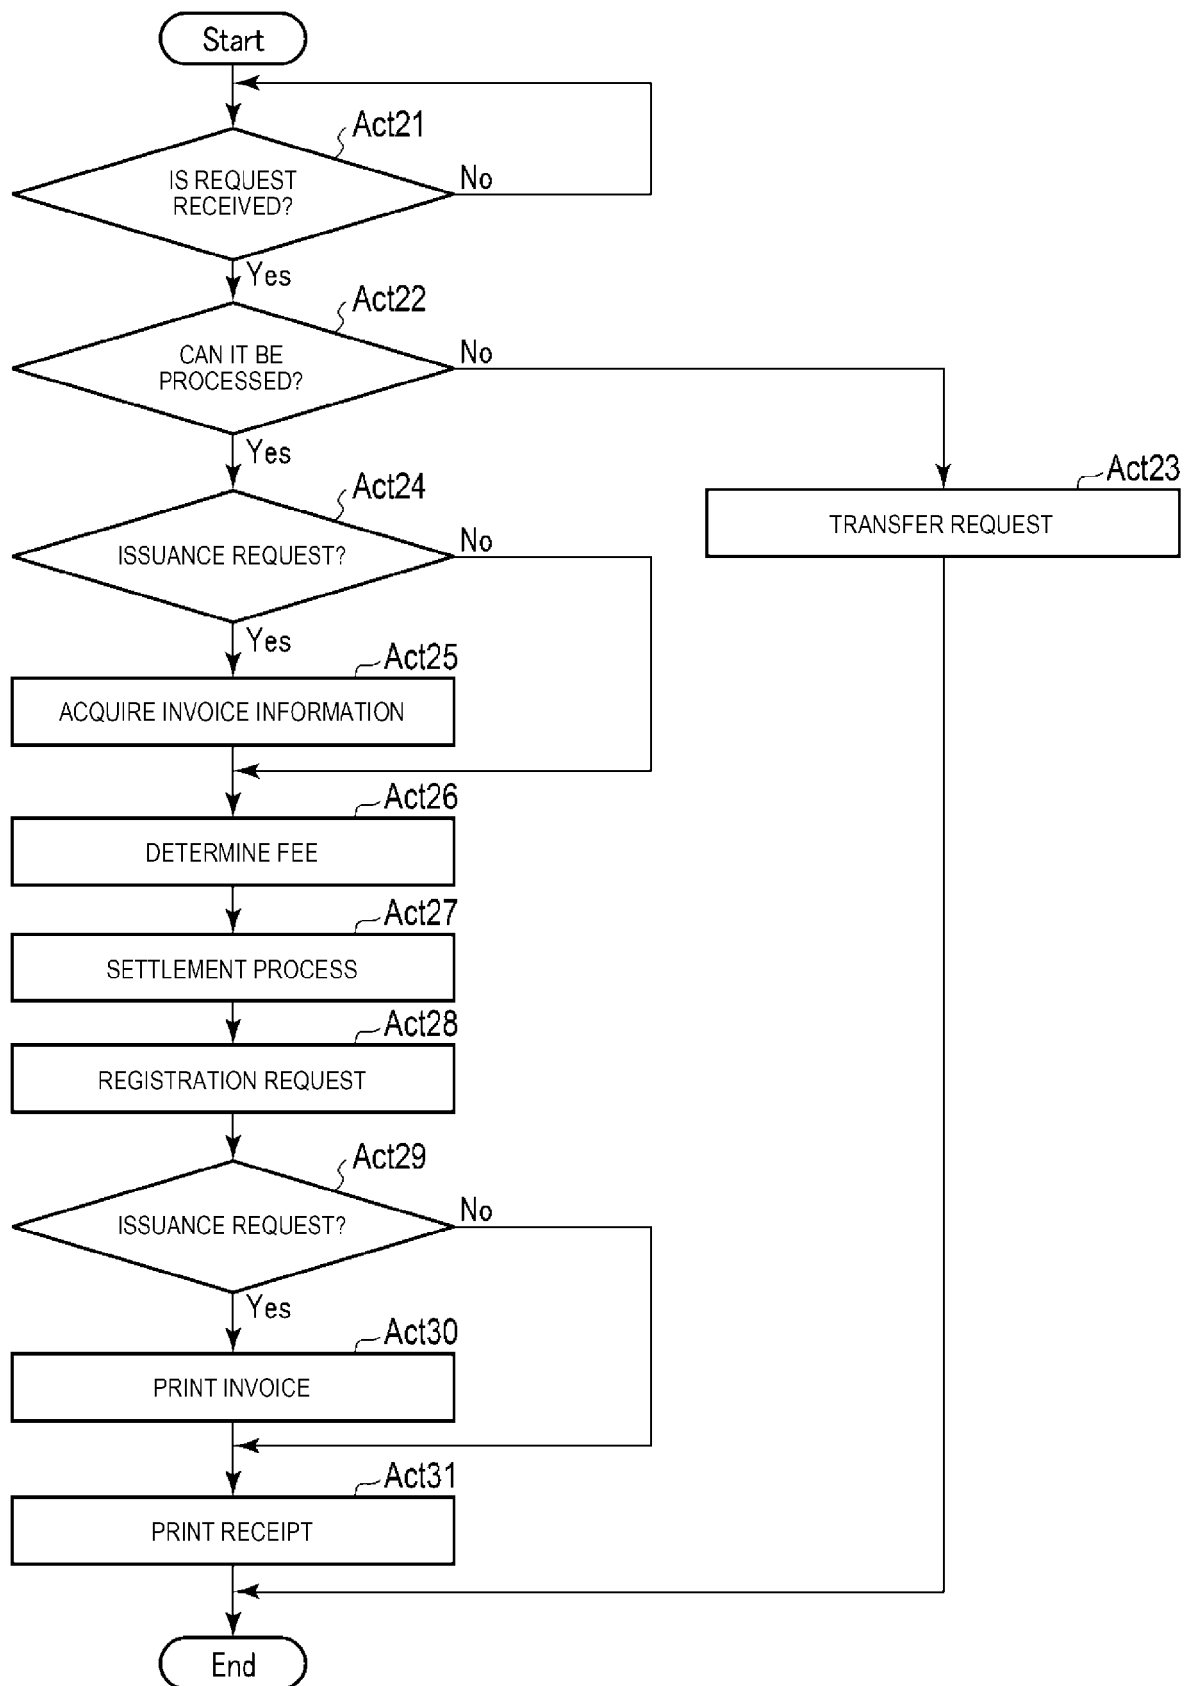 Start
Act21
IS REQUEST
RECEIVED?
No
Yes
Act22
CAN IT BE
PROCESSED?
No
Yes
Act23
TRANSFER REQUEST
Act24
ISSUANCE REQUEST?
No
Yes
Act25
ACQUIRE INVOICE INFORMATION
Act26
DETERMINE FEE
Act27
SETTLEMENT PROCESS
Act28
REGISTRATION REQUEST
Act29
ISSUANCE REQUEST?
No
Yes
Act30
PRINT INVOICE
Act31
PRINT RECEIPT
End